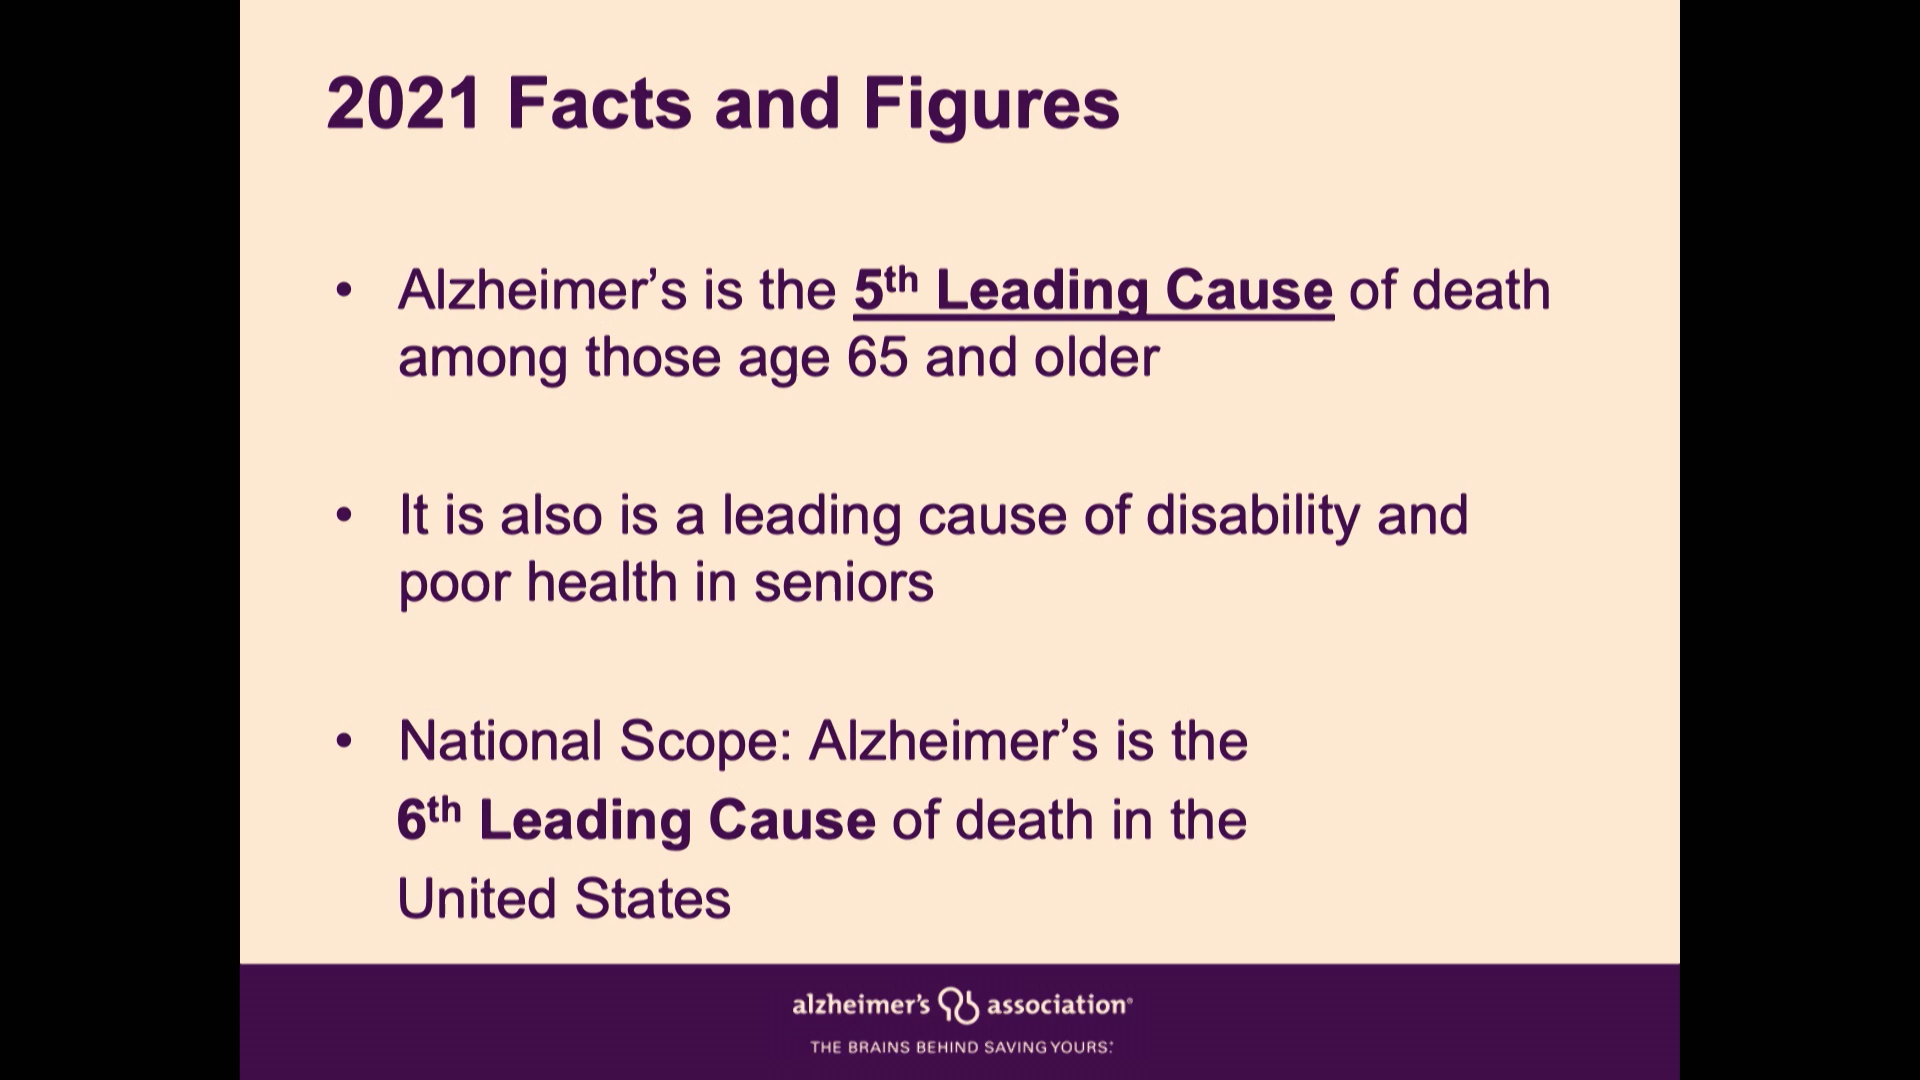 2021 Facts and Figures
• Alzheimer’s is the 5th Leading Cause of death
among those age 65 and older
• It is also is a leading cause of disability and
poor health in seniors
• National Scope: Alzheimer’s is the
6th Leading Cause of death in the
United States
alzheimer's association®
THE BRAINS BEHIND SAVING YOURS.℠